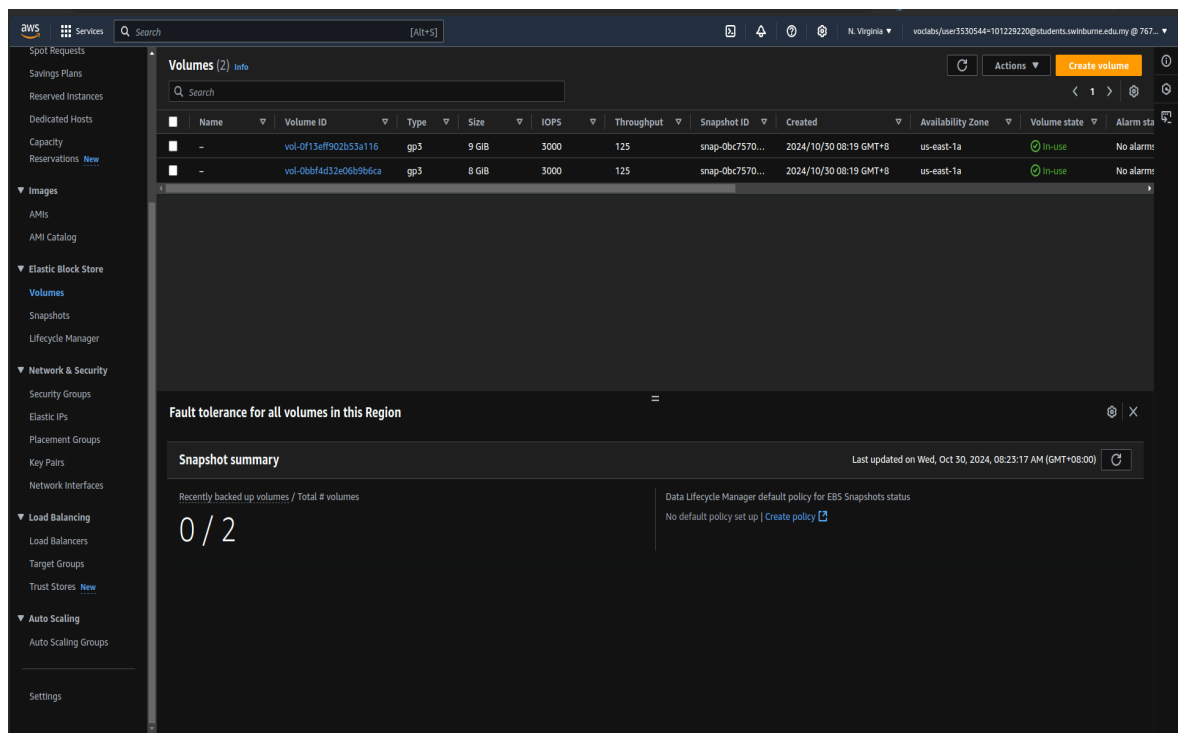 aws Services Search [Alt+S] N. Virginia ▼ voclabs/user3530544=101229220@students.swinburne.edu.my @ 767... ▼
Spot Requests
Savings Plans
Reserved Instances
Dedicated Hosts
Capacity
Reservations New
▼ Images
AMIs
AMI Catalog
▼ Elastic Block Store
Volumes
Snapshots
Lifecycle Manager
▼ Network & Security
Security Groups
Elastic IPs
Placement Groups
Key Pairs
Network Interfaces
▼ Load Balancing
Load Balancers
Target Groups
Trust Stores New
▼ Auto Scaling
Auto Scaling Groups
Settings
Volumes (2) Info Actions ▼ Create volume
Search 1
Name Volume ID Type Size IOPS Throughput Snapshot ID Created Availability Zone Volume state Alarm sta
– vol-0f13eff902b53a116 gp3 9 GiB 3000 125 snap-0bc7570... 2024/10/30 08:19 GMT+8 us-east-1a In-use No alarms
– vol-0bbf4d32e06b9b6ca gp3 8 GiB 3000 125 snap-0bc7570... 2024/10/30 08:19 GMT+8 us-east-1a In-use No alarms
Fault tolerance for all volumes in this Region
Snapshot summary Last updated on Wed, Oct 30, 2024, 08:23:17 AM (GMT+08:00)
Recently backed up volumes / Total # volumes
0 / 2
Data Lifecycle Manager default policy for EBS Snapshots status
No default policy set up | Create policy